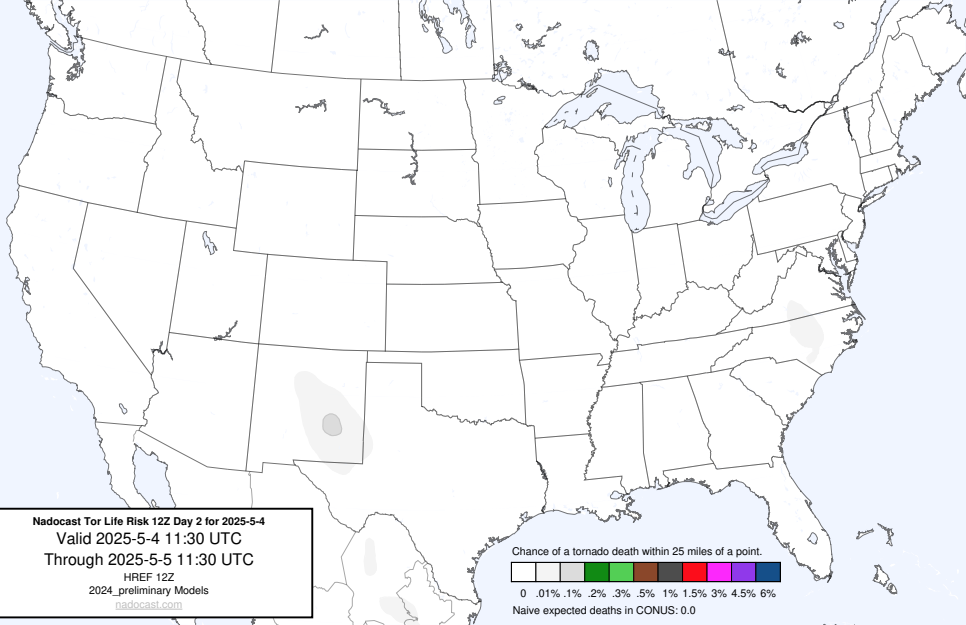 Nadocast Tor Life Risk 12Z Day 2 for 2025-5-4
Valid 2025-5-4 11:30 UTC
Through 2025-5-5 11:30 UTC
HREF 12Z
2024_preliminary Models
nadocast.com
Chance of a tornado death within 25 miles of a point.
0 .01% .1% .2% .3% .5% 1% 1.5% 3% 4.5% 6%
Naive expected deaths in CONUS: 0.0